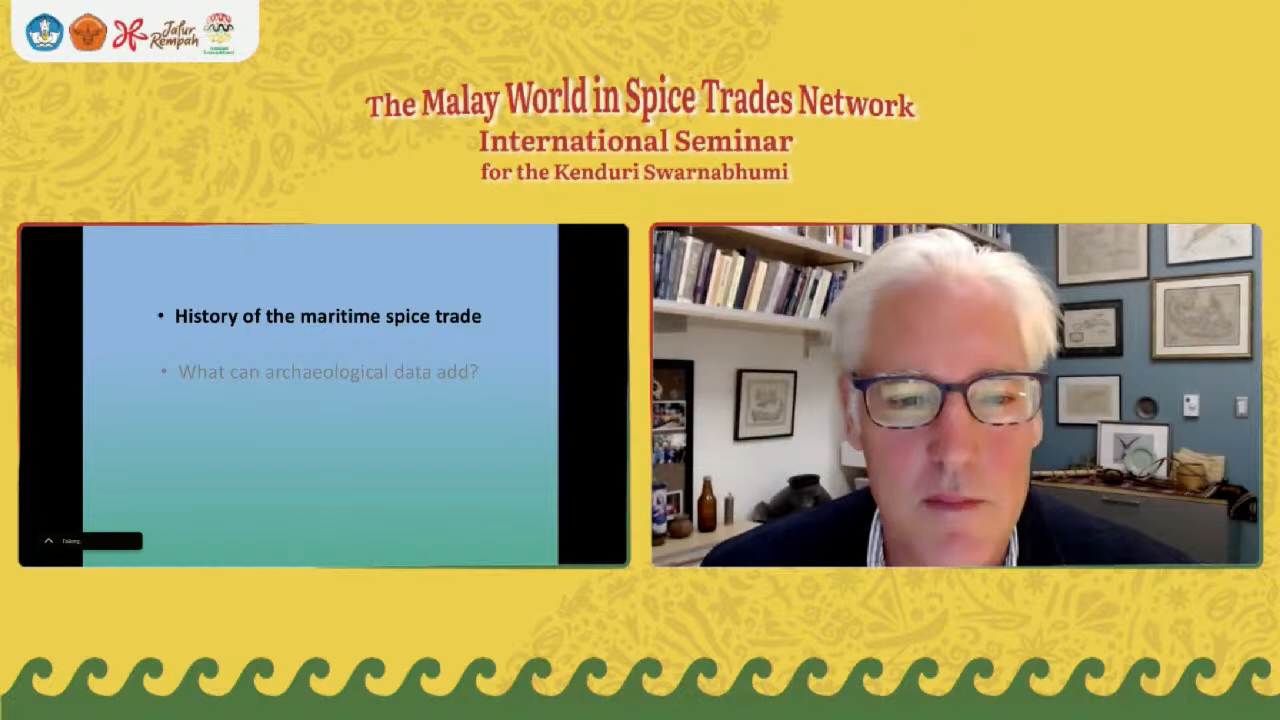 Jalur
Rempah
The Malay World in Spice Trades Network
International Seminar
for the Kenduri Swarnabhumi
• History of the maritime spice trade
• What can archaeological data add?